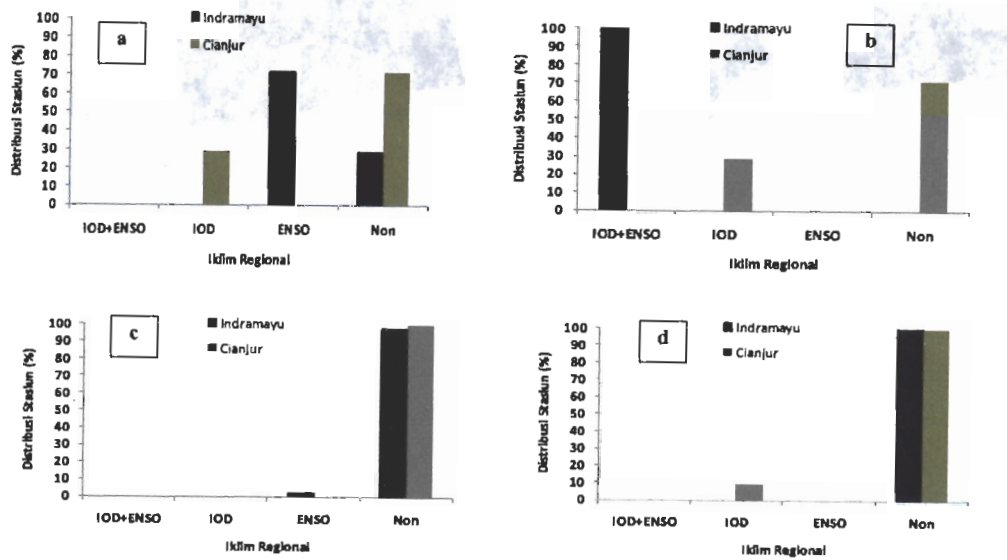 a
Indramayu
Cianjur
Distribusi Stasiun (%)
100
90
80
70
60
50
40
30
20
10
0
IOD+ENSO IOD ENSO Non
Iklim Regional
b
Indramayu
Cianjur
Distribusi Stasiun (%)
100
90
80
70
60
50
40
30
20
10
0
IOD+ENSO IOD ENSO Non
Iklim Regional
c
Indramayu
Cianjur
Distribusi Stasiun (%)
100
90
80
70
60
50
40
30
20
10
0
IOD+ENSO IOD ENSO Non
Iklim Regional
d
Indramayu
Cianjur
Distribusi Stasiun (%)
100
90
80
70
60
50
40
30
20
10
0
IOD+ENSO IOD ENSO Non
Iklim Regional